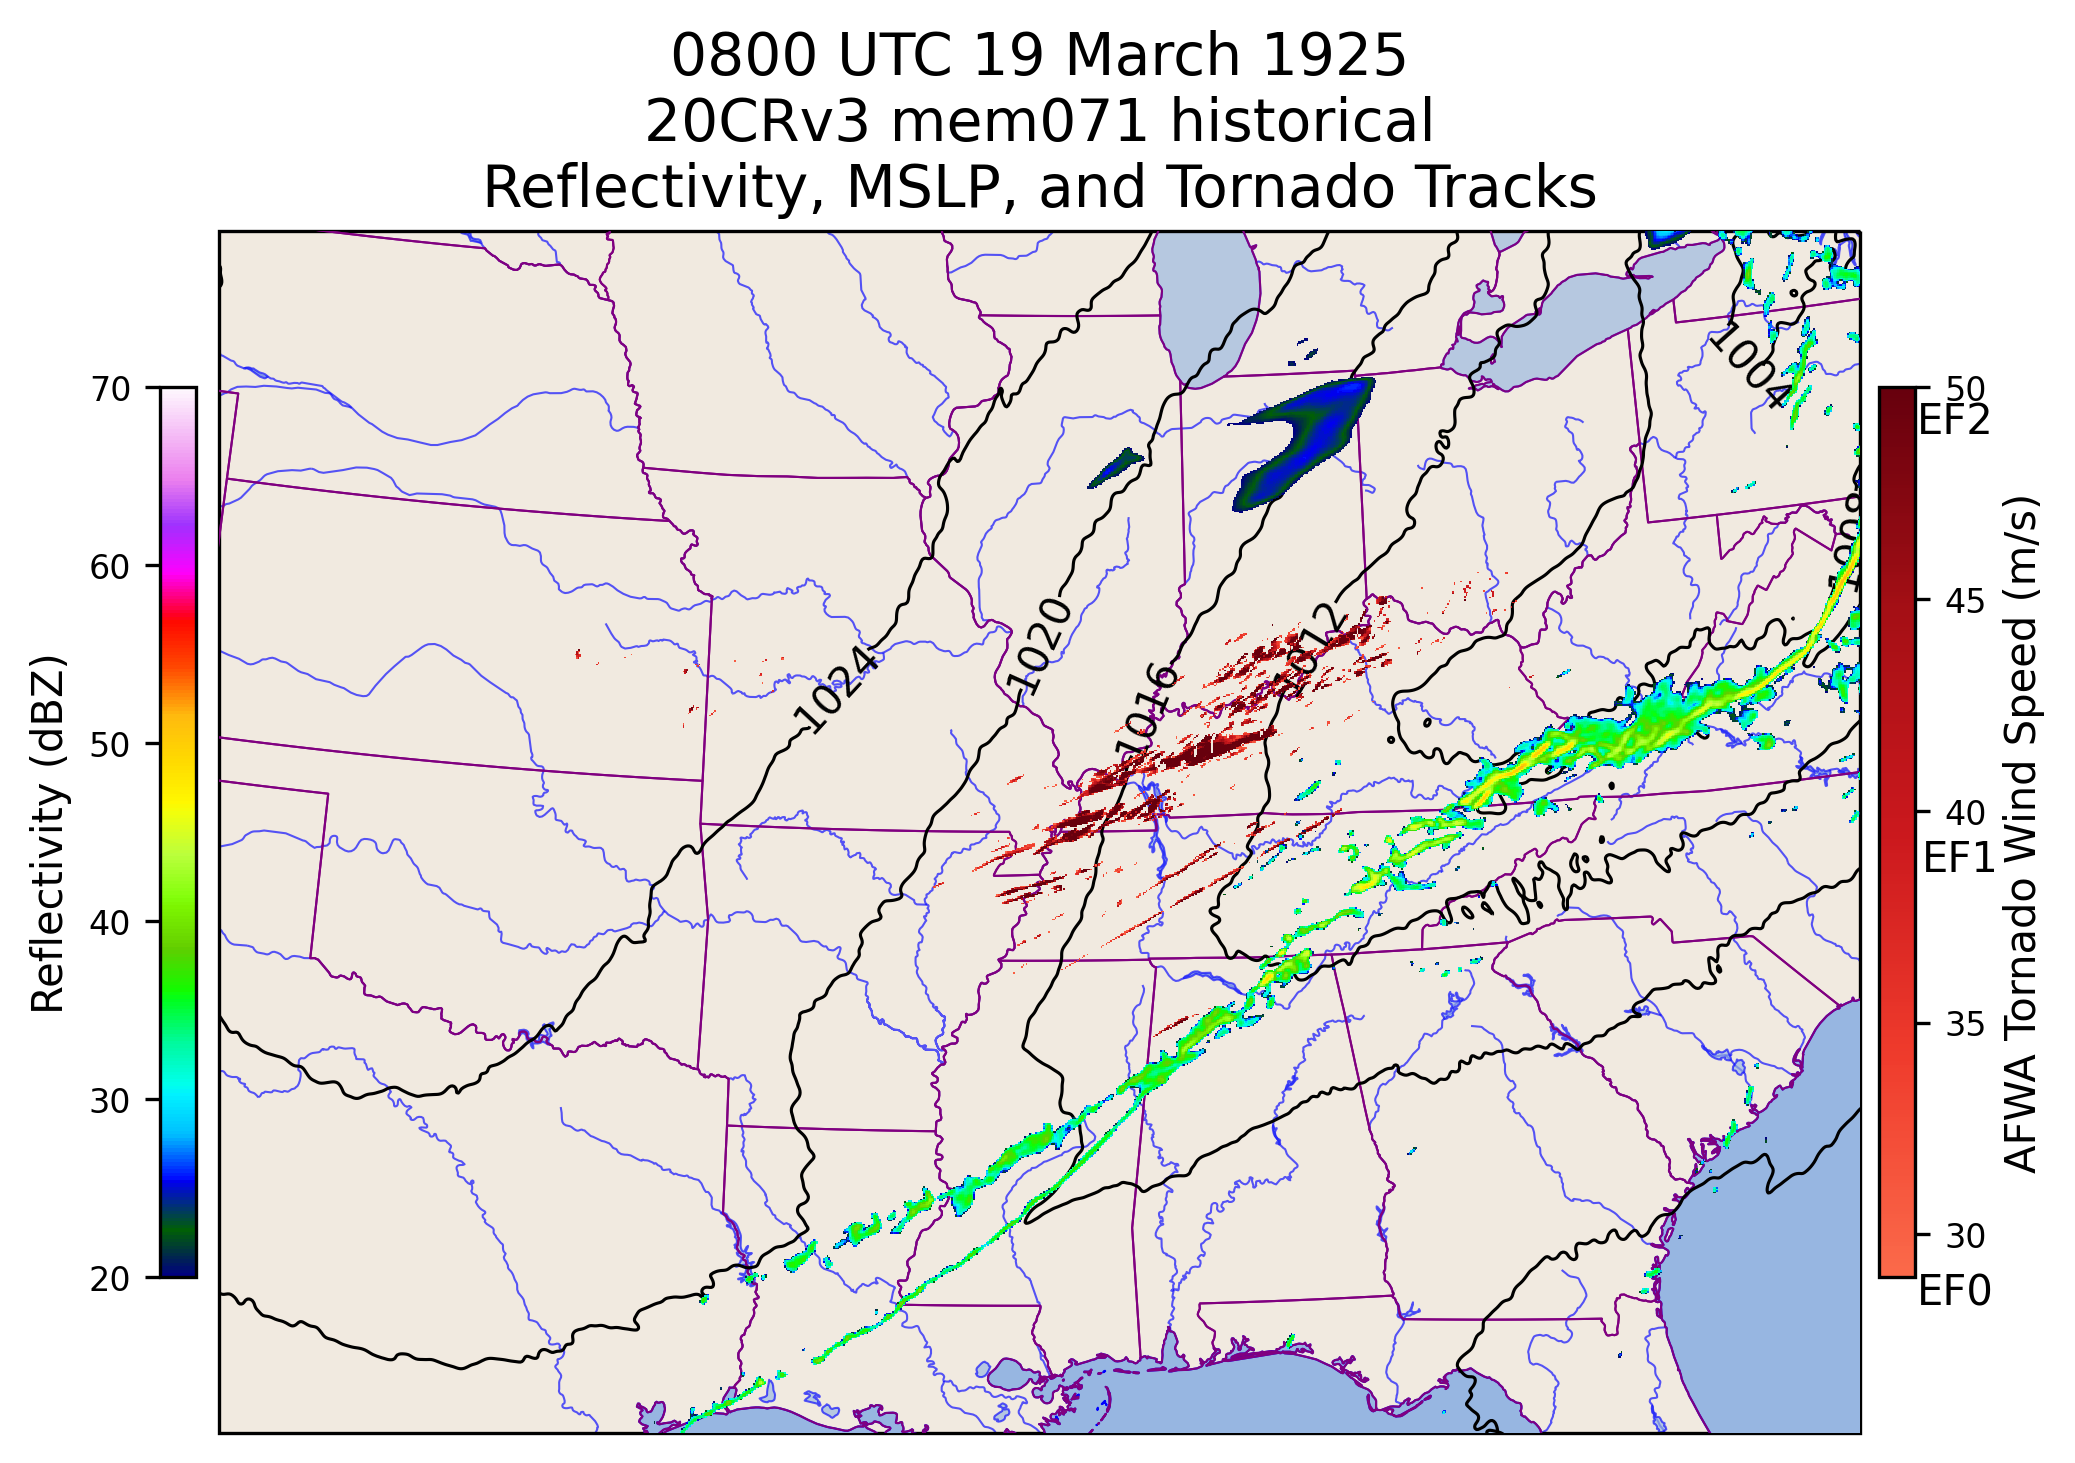 0800 UTC 19 March 1925
20CRv3 mem071 historical
Reflectivity, MSLP, and Tornado Tracks
70
60
50
40
30
20
Reflectivity (dBZ)
1024
1020
1016
1012
1004
1008
50
EF2
45
40
EF1
35
30
EF0
AFWA Tornado Wind Speed (m/s)